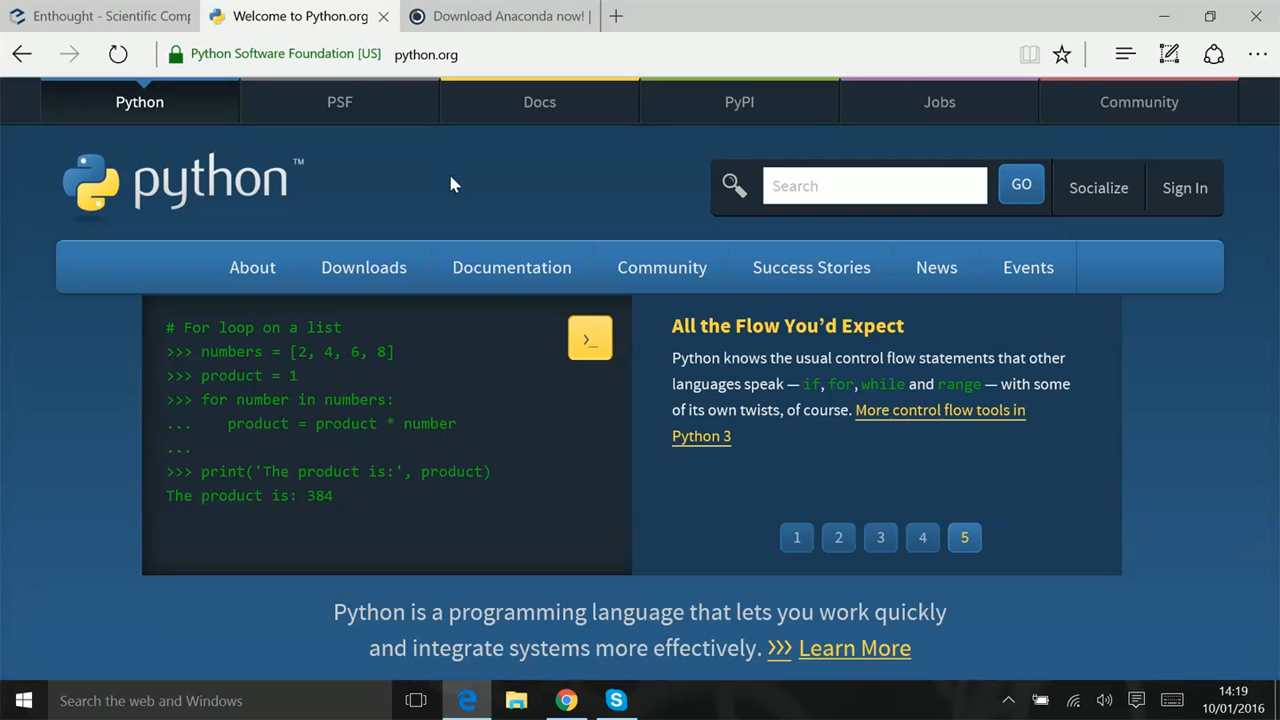 Enthought - Scientific Comp
Welcome to Python.org
Download Anaconda now! |
Python Software Foundation [US]
python.org
Python
PSF
Docs
PyPI
Jobs
Community
python™
Search
GO
Socialize
Sign In
About
Downloads
Documentation
Community
Success Stories
News
Events
# For loop on a list
>>> numbers = [2, 4, 6, 8]
>>> product = 1
>>> for number in numbers:
... product = product * number
...
>>> print('The product is:', product)
The product is: 384
>_
All the Flow You’d Expect
Python knows the usual control flow statements that other
languages speak — if, for, while and range — with some
of its own twists, of course. More control flow tools in
Python 3
1
2
3
4
5
Python is a programming language that lets you work quickly
and integrate systems more effectively. >>> Learn More
Search the web and Windows
14:19
10/01/2016